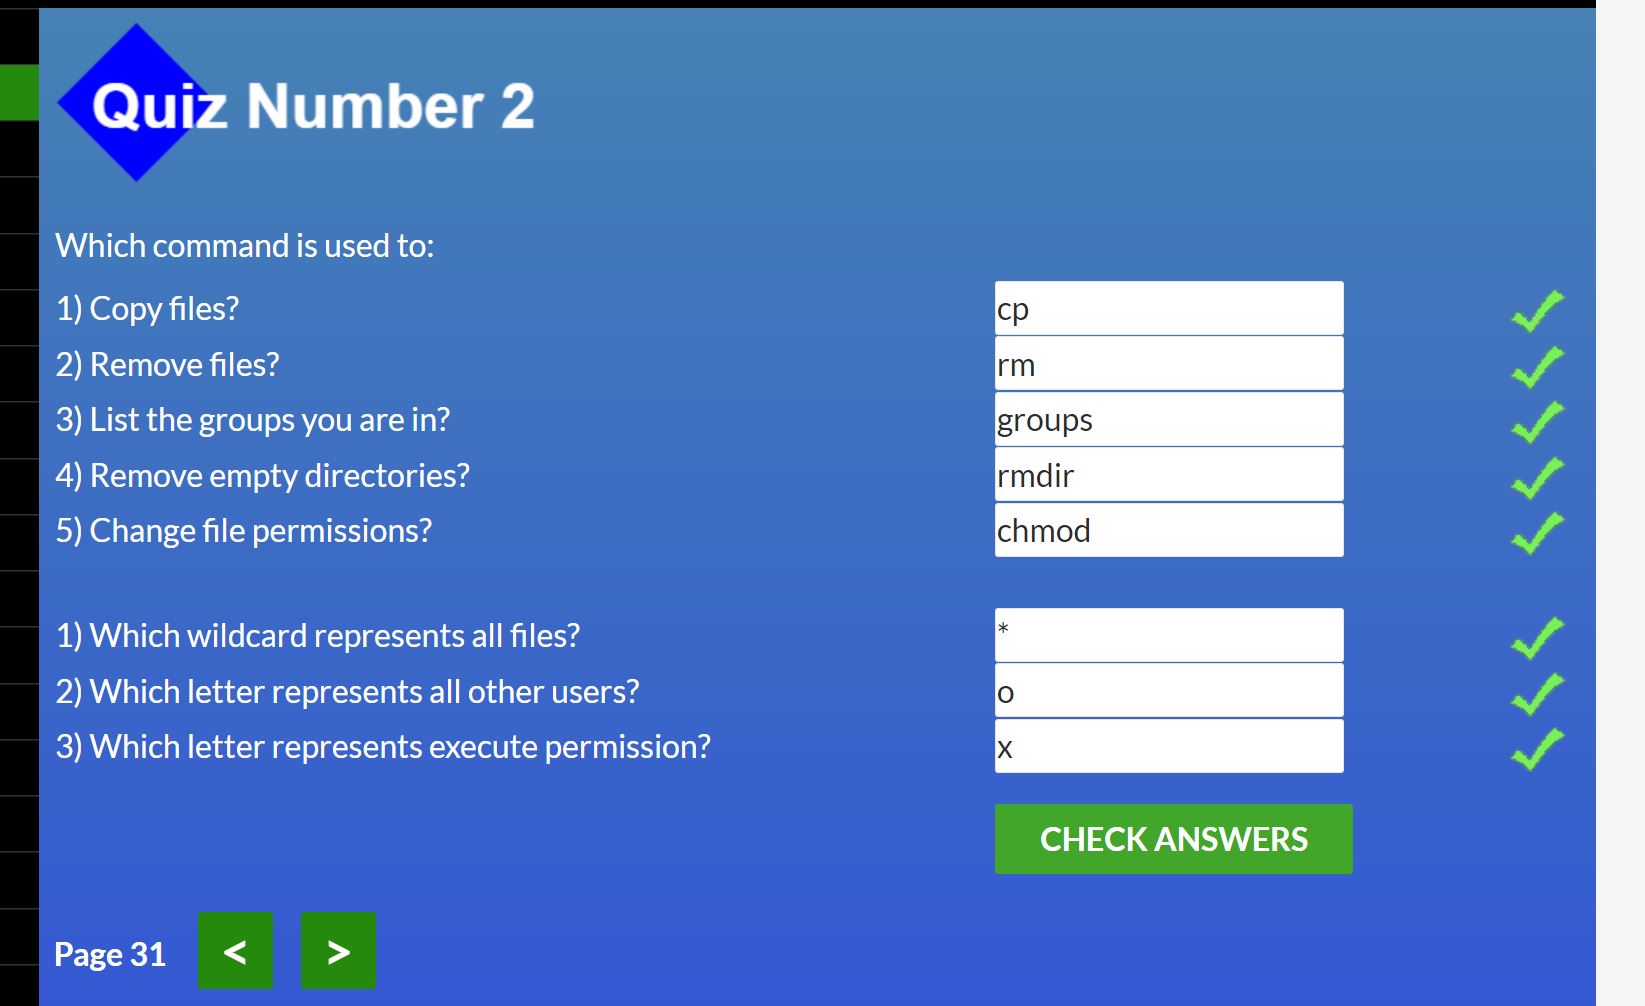 Quiz Number 2
Which command is used to:
1) Copy files? cp
2) Remove files? rm
3) List the groups you are in? groups
4) Remove empty directories? rmdir
5) Change file permissions? chmod
1) Which wildcard represents all files? *
2) Which letter represents all other users? o
3) Which letter represents execute permission? x
CHECK ANSWERS
Page 31 < >